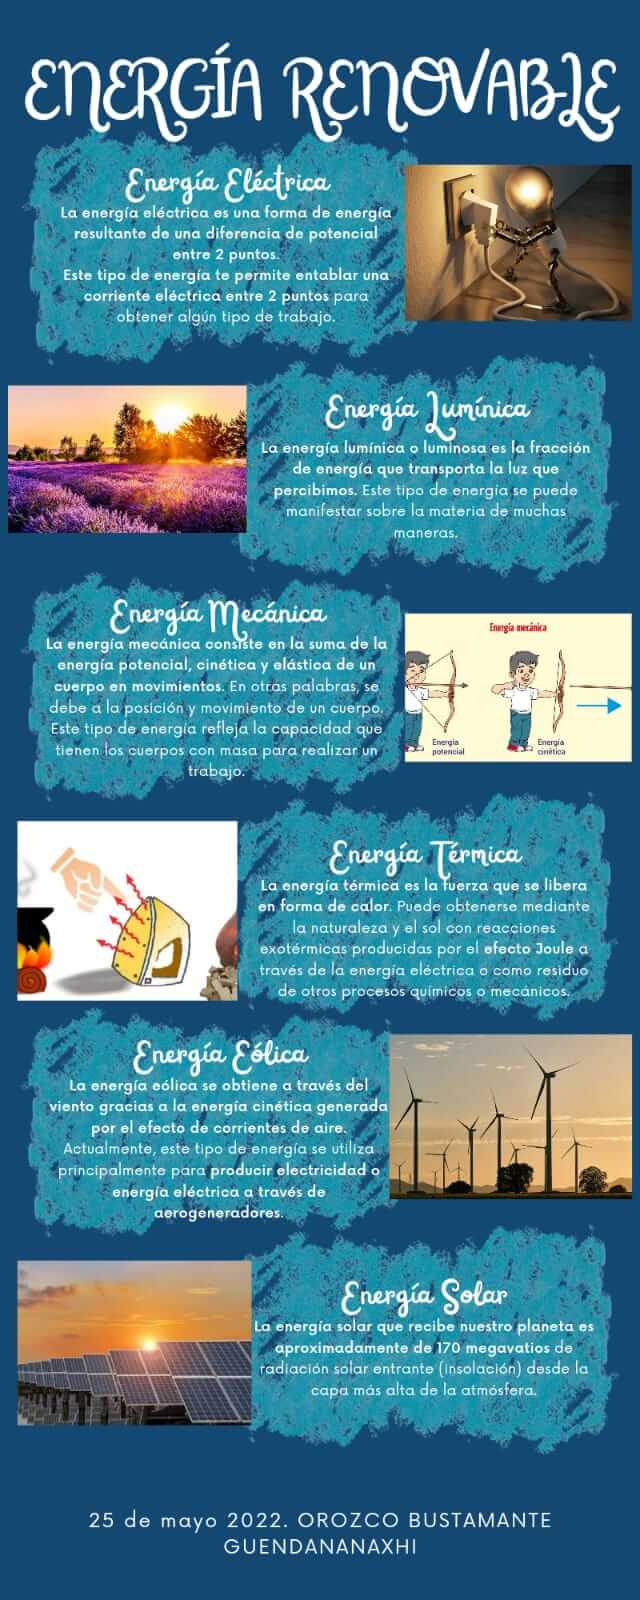 ENERGÍA RENOVABLE
Energía Eléctrica
La energía eléctrica es una forma de energía
resultante de una diferencia de potencial
entre 2 puntos.
Este tipo de energía te permite entablar una
corriente eléctrica entre 2 puntos para
obtener algún tipo de trabajo.
Energía Lumínica
La energía lumínica o luminosa es la fracción
de energía que transporta la luz que
percibimos. Este tipo de energía se puede
manifestar sobre la materia de muchas
maneras.
Energía Mecánica
La energía mecánica consiste en la suma de la
energía potencial, cinética y elástica de un
cuerpo en movimientos. En otras palabras, se
debe a la posición y movimiento de un cuerpo.
Este tipo de energía refleja la capacidad que
tienen los cuerpos con masa para realizar un
trabajo.
Energía mecánica
Energía
potencial
Energía
cinética
Energía Térmica
La energía térmica es la fuerza que se libera
en forma de calor. Puede obtenerse mediante
la naturaleza y el sol con reacciones
exotérmicas producidas por el efecto Joule a
través de la energía eléctrica o como residuo
de otros procesos químicos o mecánicos.
Energía Eólica
La energía eólica se obtiene a través del
viento gracias a la energía cinética generada
por el efecto de corrientes de aire.
Actualmente, este tipo de energía se utiliza
principalmente para producir electricidad o
energía eléctrica a través de
aerogeneradores.
Energía Solar
La energía solar que recibe nuestro planeta es
aproximadamente de 170 megavatios de
radiación solar entrante (insolación) desde la
capa más alta de la atmósfera.
25 de mayo 2022. OROZCO BUSTAMANTE
GUENDANANAXHI